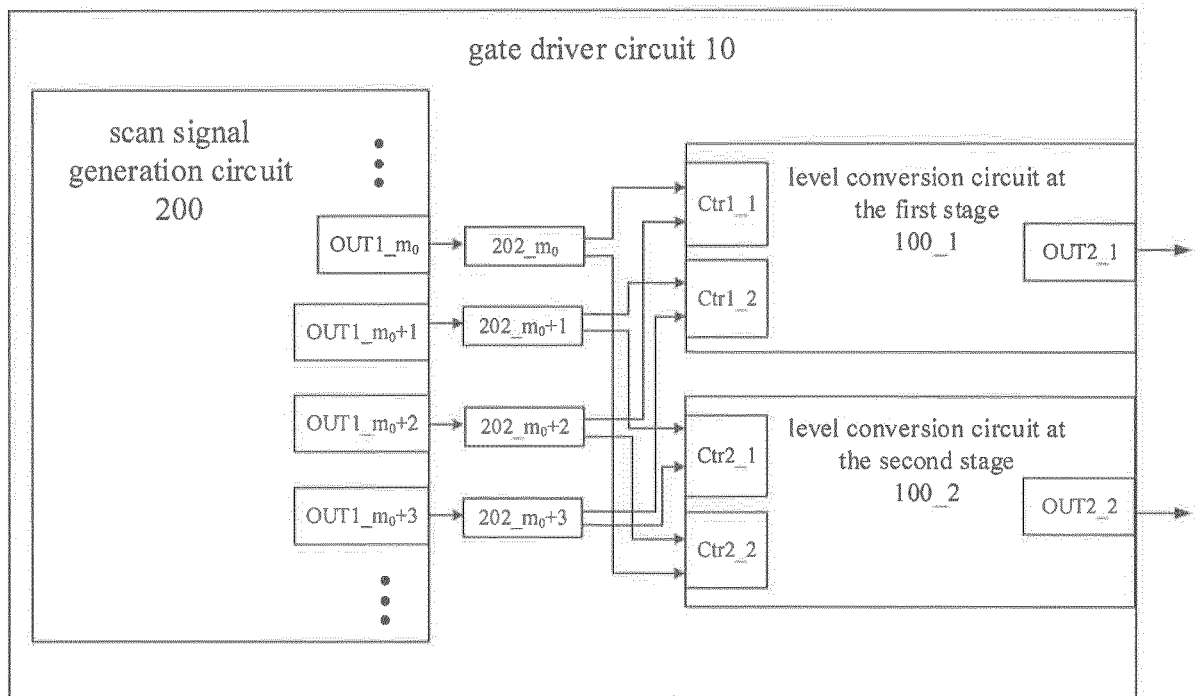 gate driver circuit 10
scan signal
generation circuit
200
OUT1_m₀
OUT1_m₀+1
OUT1_m₀+2
OUT1_m₀+3
202_m₀
202_m₀+1
202_m₀+2
202_m₀+3
Ctr1_1
Ctr1_2
level conversion circuit at
the first stage
100_1
OUT2_1
Ctr2_1
Ctr2_2
level conversion circuit at
the second stage
100_2
OUT2_2